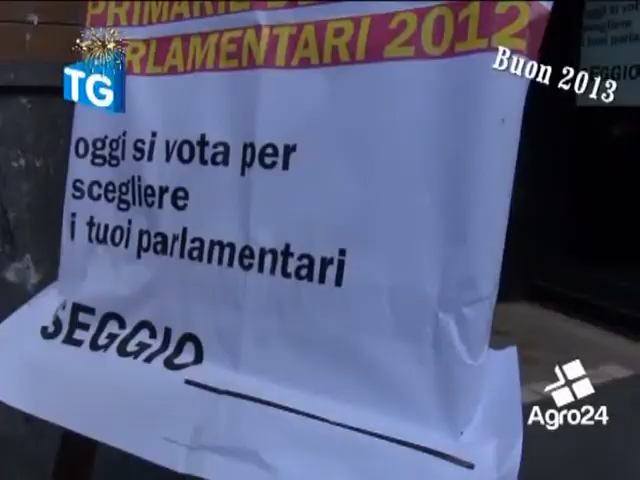 PRIMARIE
PARLAMENTARI 2012
TG
Buon 2013
oggi si vota per
scegliere
i tuoi parlamentari
SEGGIO
Agro24